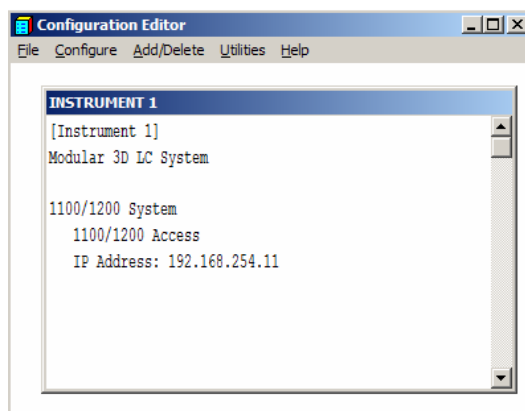 Configuration Editor
File Configure Add/Delete Utilities Help
INSTRUMENT 1
[Instrument 1]
Modular 3D LC System
1100/1200 System
1100/1200 Access
IP Address: 192.168.254.11